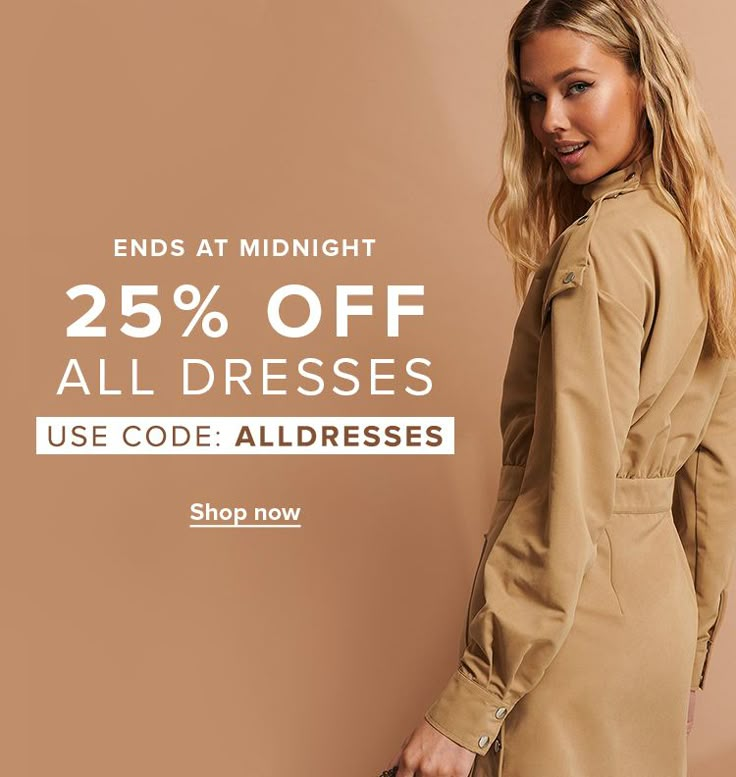 ENDS AT MIDNIGHT
25% OFF
ALL DRESSES
USE CODE: ALLDRESSES
Shop now